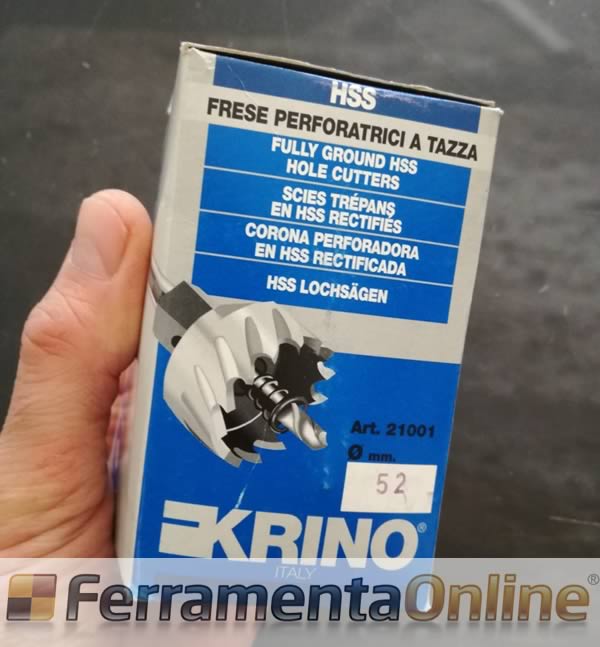 HSS
FRESE PERFORATRICI A TAZZA
FULLY GROUND HSS
HOLE CUTTERS
SCIES TRÉPANS
EN HSS RECTIFIÉS
CORONA PERFORADORA
EN HSS RECTIFICADA
HSS LOCHSÄGEN
Art. 21001
Ø mm.
52
KRINO®
ITALY
FerramentaOnline®